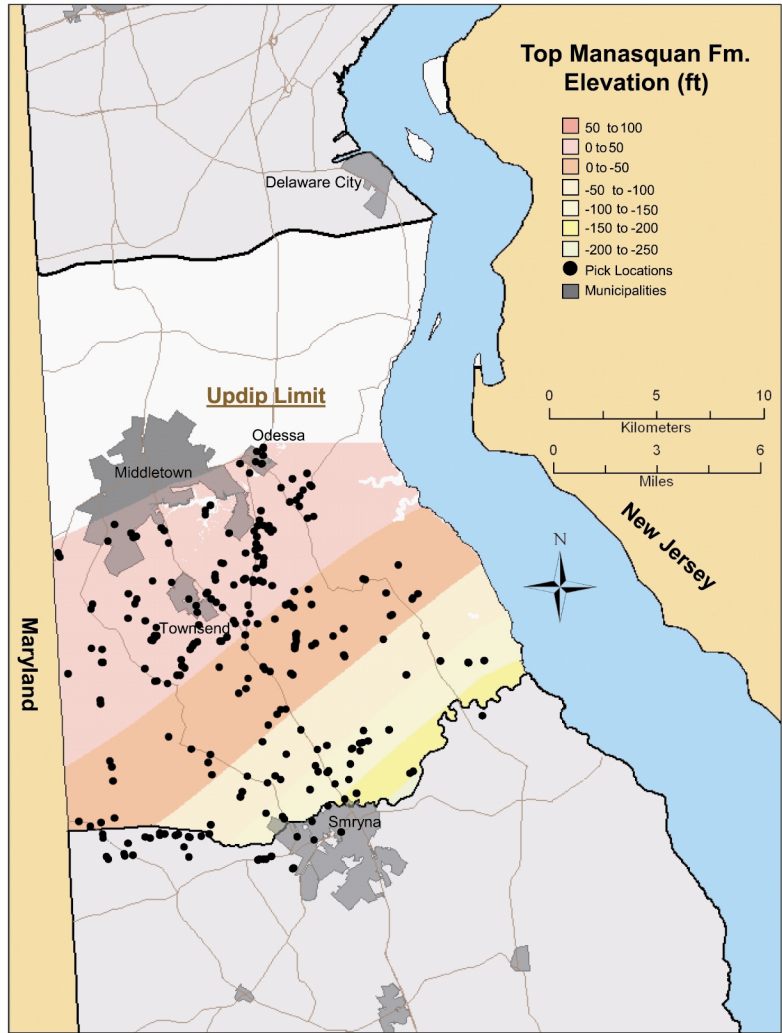 Top Manasquan Fm.
Elevation (ft)
50 to 100
0 to 50
0 to -50
-50 to -100
-100 to -150
-150 to -200
-200 to -250
Pick Locations
Municipalities
Delaware City
0 5 10
Kilometers
0 3 6
Miles
Updip Limit
Odessa
Middletown
New Jersey
N
Townsend
Maryland
Smryna